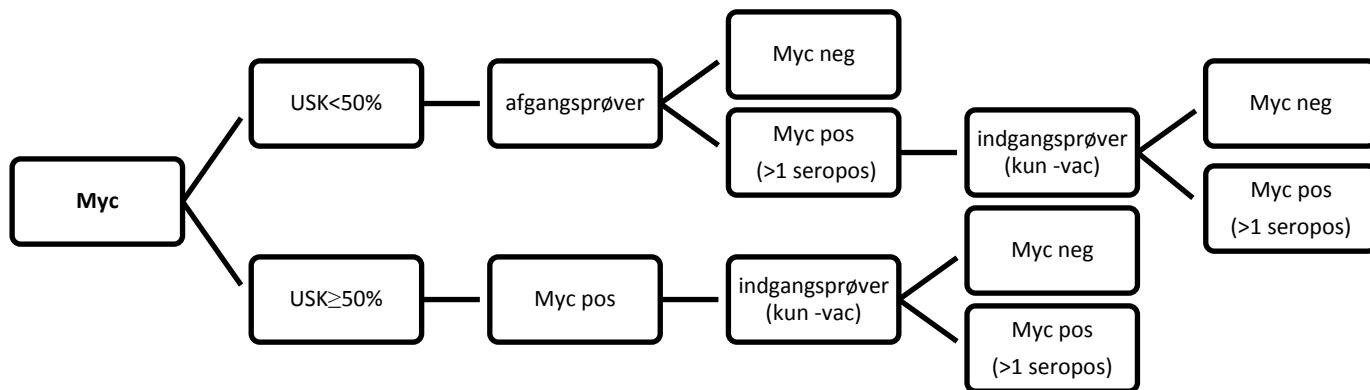 Myc
USK<50%
afgangsprøver
Myc neg
Myc pos
(>1 seropos)
indgangsprøver
(kun -vac)
Myc neg
Myc pos
(>1 seropos)
USK≥50%
Myc pos
indgangsprøver
(kun -vac)
Myc neg
Myc pos
(>1 seropos)